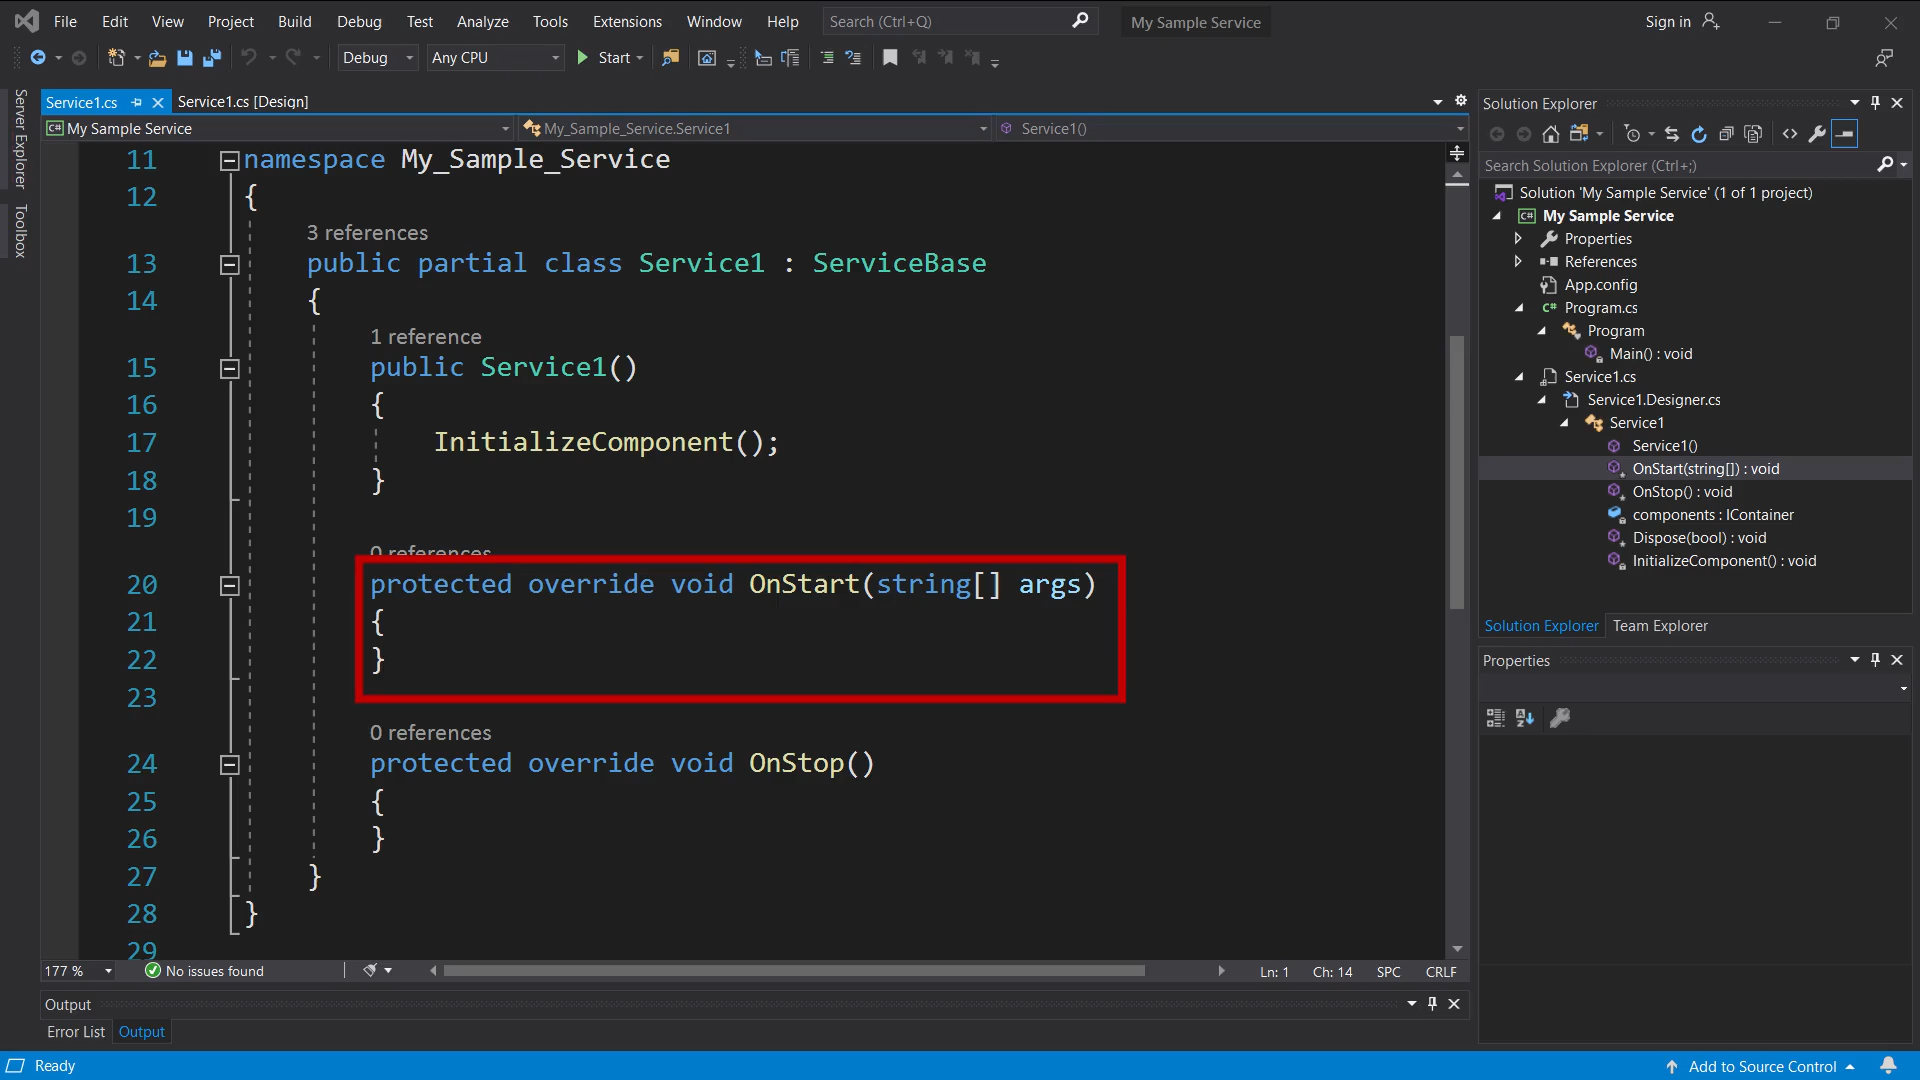 File Edit View Project Build Debug Test Analyze Tools Extensions Window Help Search (Ctrl+Q) My Sample Service Sign in
Debug Any CPU Start
Server Explorer
Toolbox
Service1.cs Service1.cs [Design]
C# My Sample Service My_Sample_Service.Service1 Service1()
11 namespace My_Sample_Service
12 {
3 references
13 public partial class Service1 : ServiceBase
14 {
1 reference
15 public Service1()
16 {
17 InitializeComponent();
18 }
19
0 references
20 protected override void OnStart(string[] args)
21 {
22 }
23
0 references
24 protected override void OnStop()
25 {
26 }
27 }
28 }
29
177 % No issues found Ln: 1 Ch: 14 SPC CRLF
Output
Error List Output
Ready Add to Source Control
Solution Explorer
Search Solution Explorer (Ctrl+;)
Solution 'My Sample Service' (1 of 1 project)
C# My Sample Service
Properties
References
App.config
C# Program.cs
Program
Main() : void
Service1.cs
Service1.Designer.cs
Service1
Service1()
OnStart(string[]) : void
OnStop() : void
components : IContainer
Dispose(bool) : void
InitializeComponent() : void
Solution Explorer Team Explorer
Properties